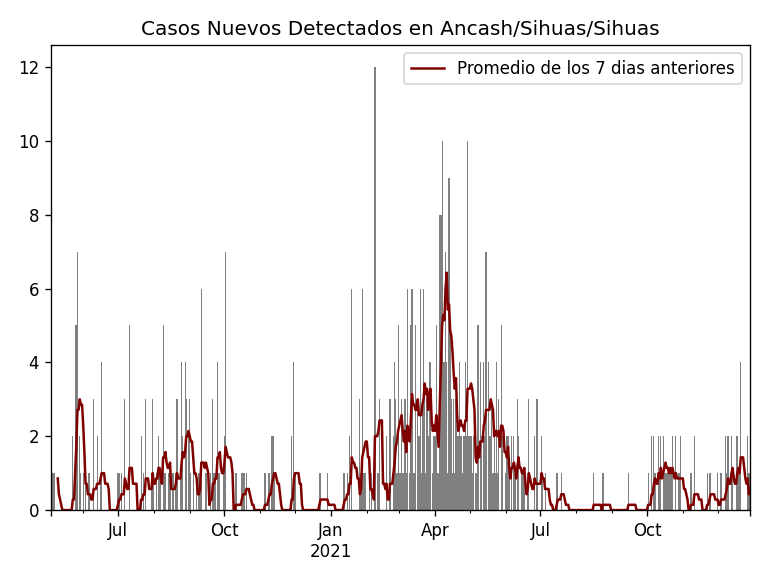 Casos Nuevos Detectados en Ancash/Sihuas/Sihuas
Promedio de los 7 dias anteriores
12
10
8
6
4
2
0
Jul
Oct
Jan
2021
Apr
Jul
Oct